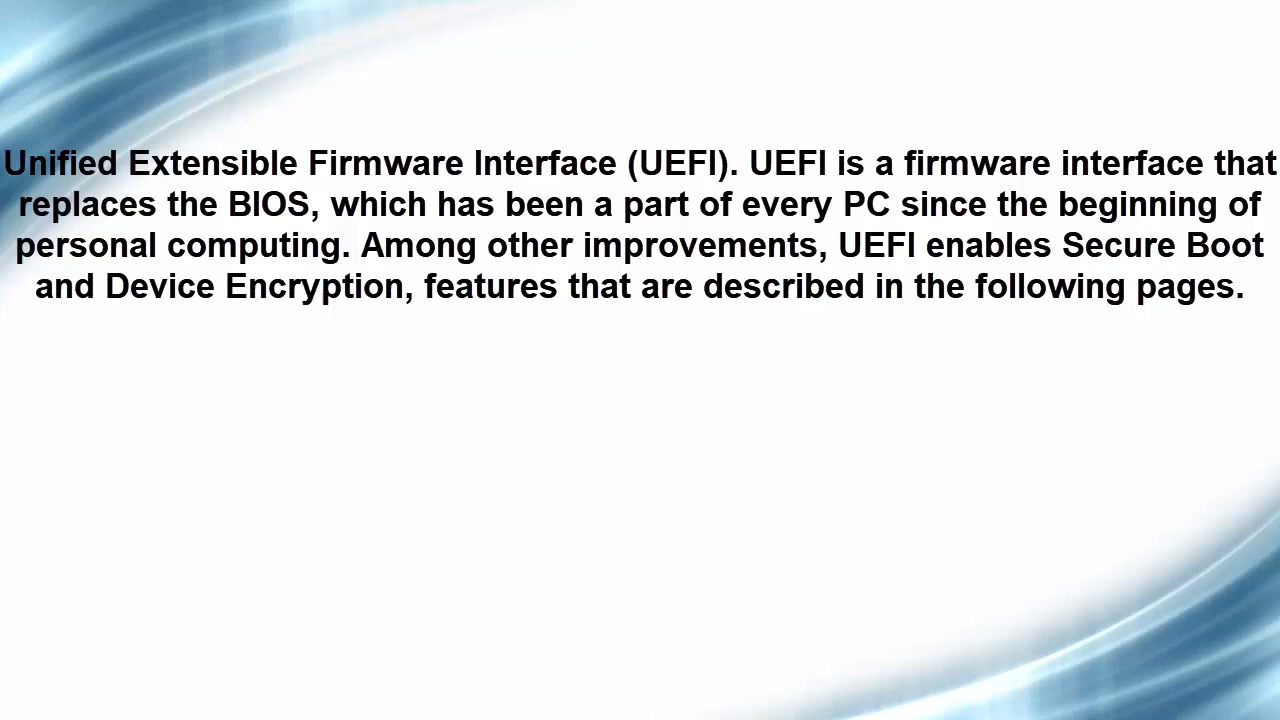 Unified Extensible Firmware Interface (UEFI). UEFI is a firmware interface that
replaces the BIOS, which has been a part of every PC since the beginning of
personal computing. Among other improvements, UEFI enables Secure Boot
and Device Encryption, features that are described in the following pages.